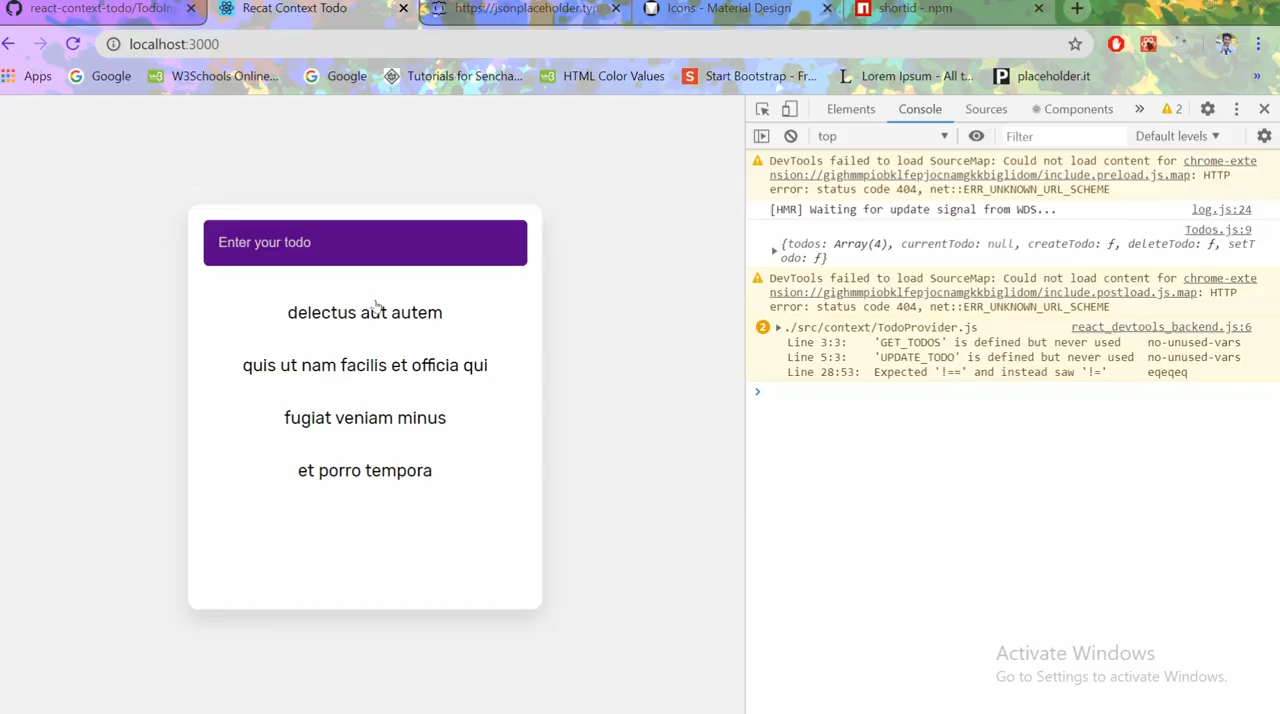 react-context-todo/TodoIn
Recat Context Todo
https://jsonplaceholder.typ
Icons - Material Design
shortid - npm
localhost:3000
Apps
Google
W3Schools Online...
Google
Tutorials for Sencha...
HTML Color Values
Start Bootstrap - Fr...
Lorem Ipsum - All t...
placeholder.it
»
Elements
Console
Sources
Components
»
2
top
Filter
Default levels
Enter your todo
delectus aut autem
quis ut nam facilis et officia qui
fugiat veniam minus
et porro tempora
DevTools failed to load SourceMap: Could not load content for chrome-exte
nsion://gighmmpiobklfepjocnamgkkbiglidom/include.preload.js.map: HTTP
error: status code 404, net::ERR_UNKNOWN_URL_SCHEME
[HMR] Waiting for update signal from WDS... log.js:24
Todos.js:9
{todos: Array(4), currentTodo: null, createTodo: ƒ, deleteTodo: ƒ, setT
odo: ƒ}
DevTools failed to load SourceMap: Could not load content for chrome-exte
nsion://gighmmpiobklfepjocnamgkkbiglidom/include.postload.js.map: HTTP
error: status code 404, net::ERR_UNKNOWN_URL_SCHEME
2 ./src/context/TodoProvider.js react_devtools_backend.js:6
Line 3:3: 'GET_TODOS' is defined but never used no-unused-vars
Line 5:3: 'UPDATE_TODO' is defined but never used no-unused-vars
Line 28:53: Expected '!==' and instead saw '!=' eqeqeq
Activate Windows
Go to Settings to activate Windows.